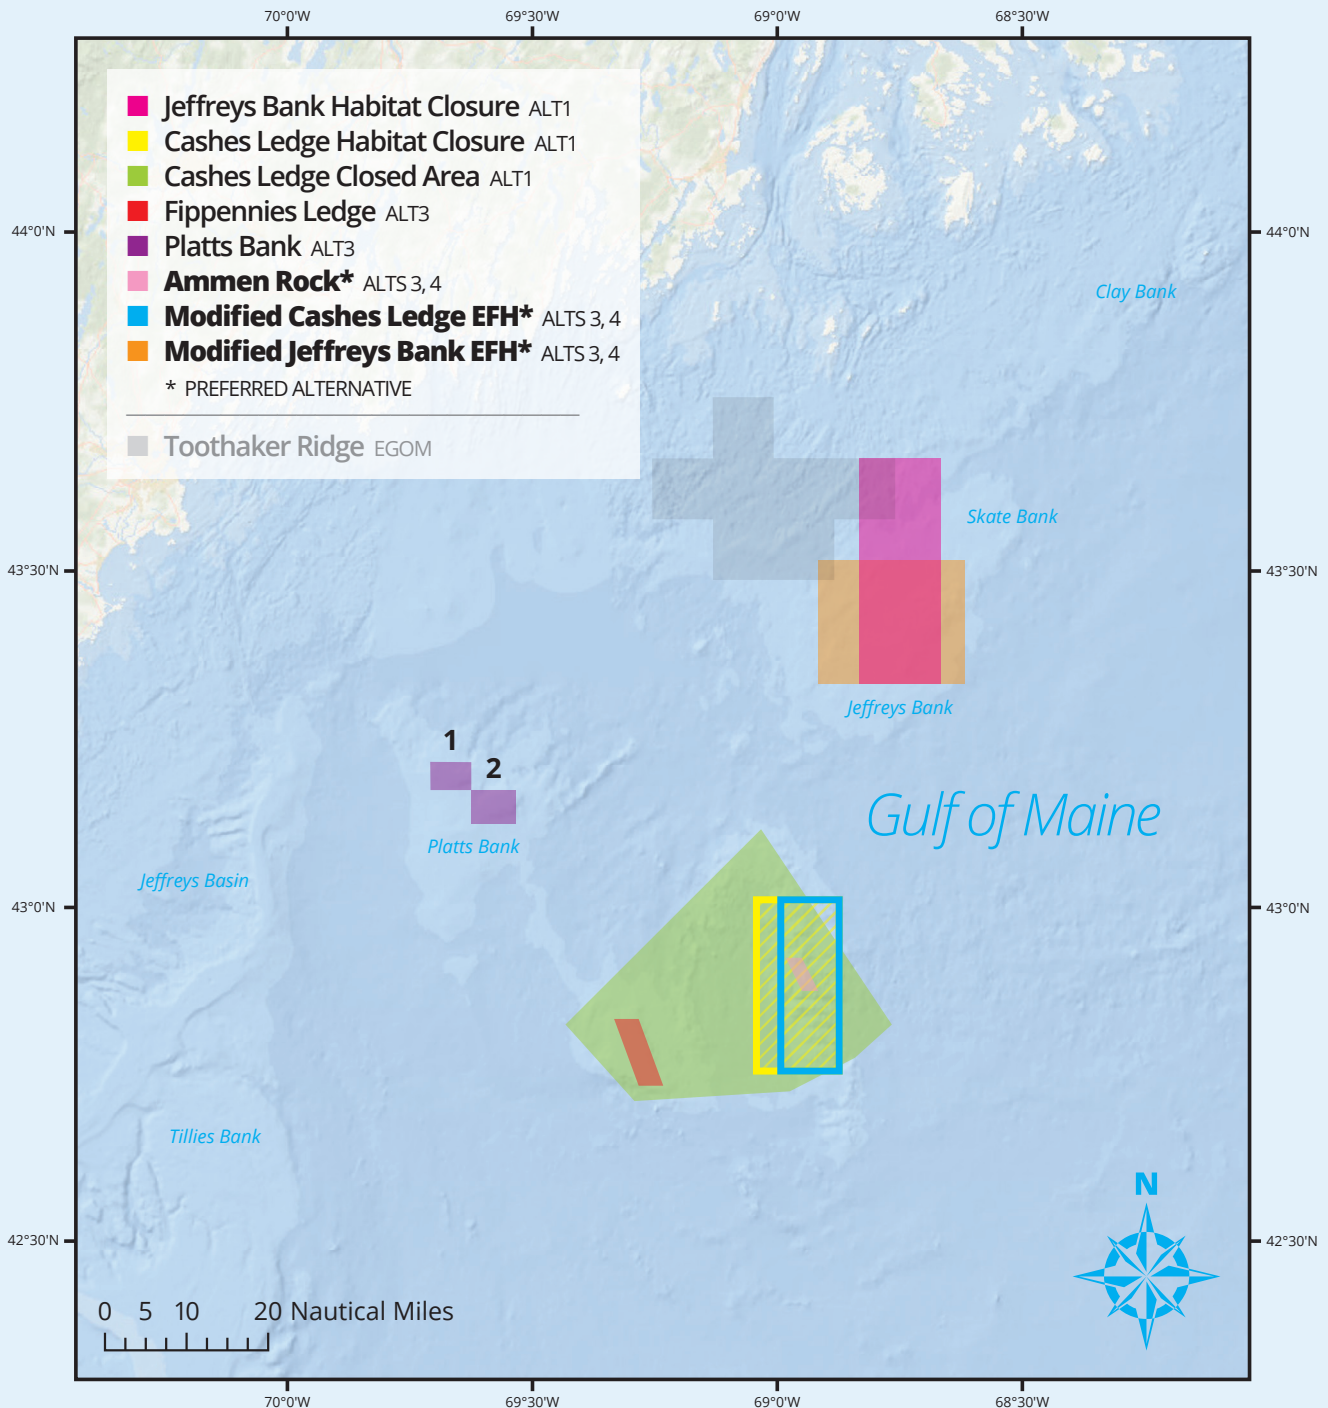 70°0'W 69°30'W 69°0'W 68°30'W
Jeffreys Bank Habitat Closure ALT1
Cashes Ledge Habitat Closure ALT1
Cashes Ledge Closed Area ALT1
Fippennies Ledge ALT3
Platts Bank ALT3
Ammen Rock* ALTS 3, 4
Modified Cashes Ledge EFH* ALTS 3, 4
Modified Jeffreys Bank EFH* ALTS 3, 4
* PREFERRED ALTERNATIVE
Toothaker Ridge EGOM
44°0'N 44°0'N
Clay Bank
Skate Bank
43°30'N 43°30'N
Jeffreys Bank
1
2
Gulf of Maine
Platts Bank
Jeffreys Basin
43°0'N 43°0'N
Tillies Bank
N
42°30'N 42°30'N
0 5 10 20 Nautical Miles
70°0'W 69°30'W 69°0'W 68°30'W